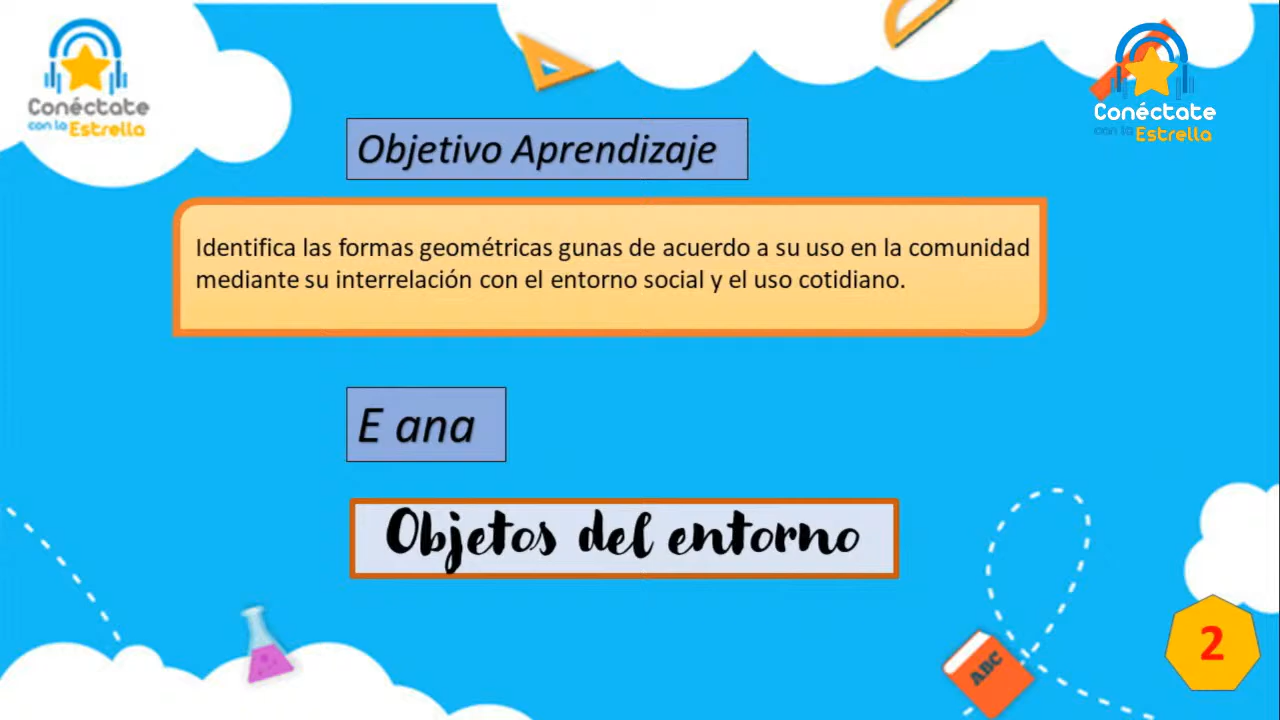 Conéctate
con la Estrella
Conéctate
con la Estrella
Objetivo Aprendizaje
Identifica las formas geométricas gunas de acuerdo a su uso en la comunidad
mediante su interrelación con el entorno social y el uso cotidiano.
E ana
Objetos del entorno
2
ABC